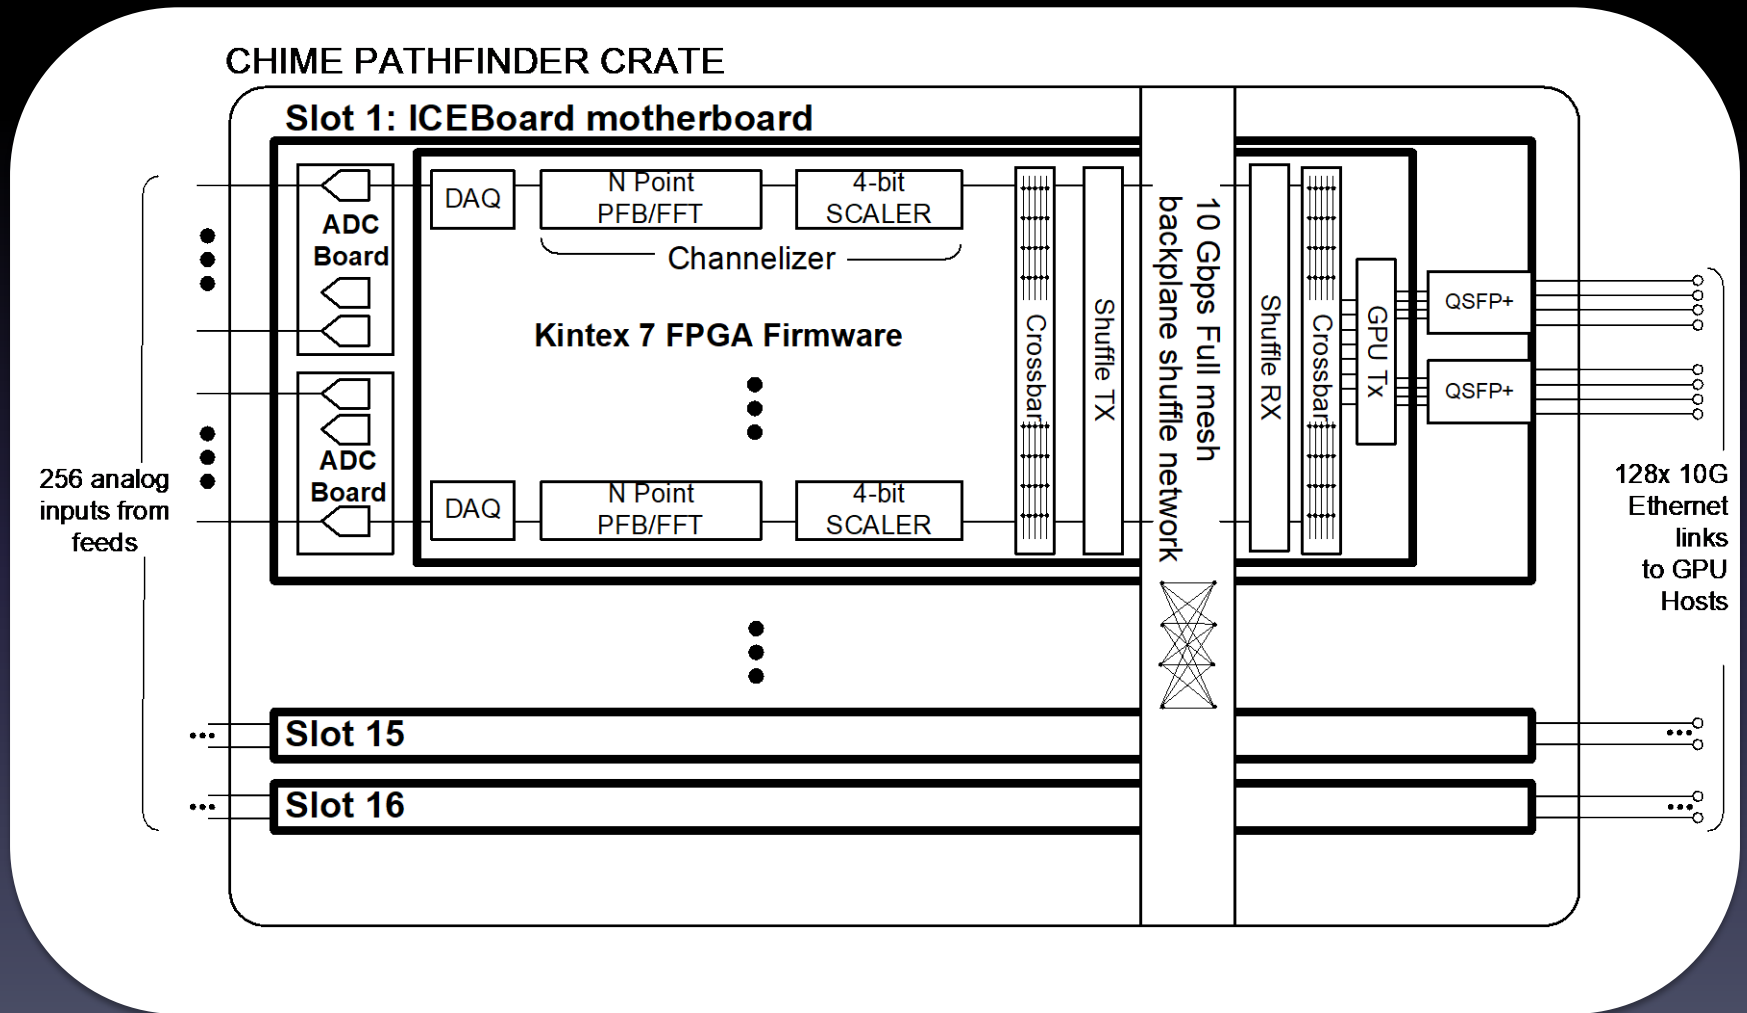 CHIME PATHFINDER CRATE
Slot 1: ICEBoard motherboard
ADC
Board
DAQ
N Point
PFB/FFT
4-bit
SCALER
Channelizer
Kintex 7 FPGA Firmware
ADC
Board
DAQ
N Point
PFB/FFT
4-bit
SCALER
Crossbar
Shuffle TX
10 Gbps Full mesh
backplane shuffle network
Shuffle RX
Crossbar
GPU Tx
QSFP+
QSFP+
256 analog
inputs from
feeds
128x 10G
Ethernet
links
to GPU
Hosts
Slot 15
Slot 16